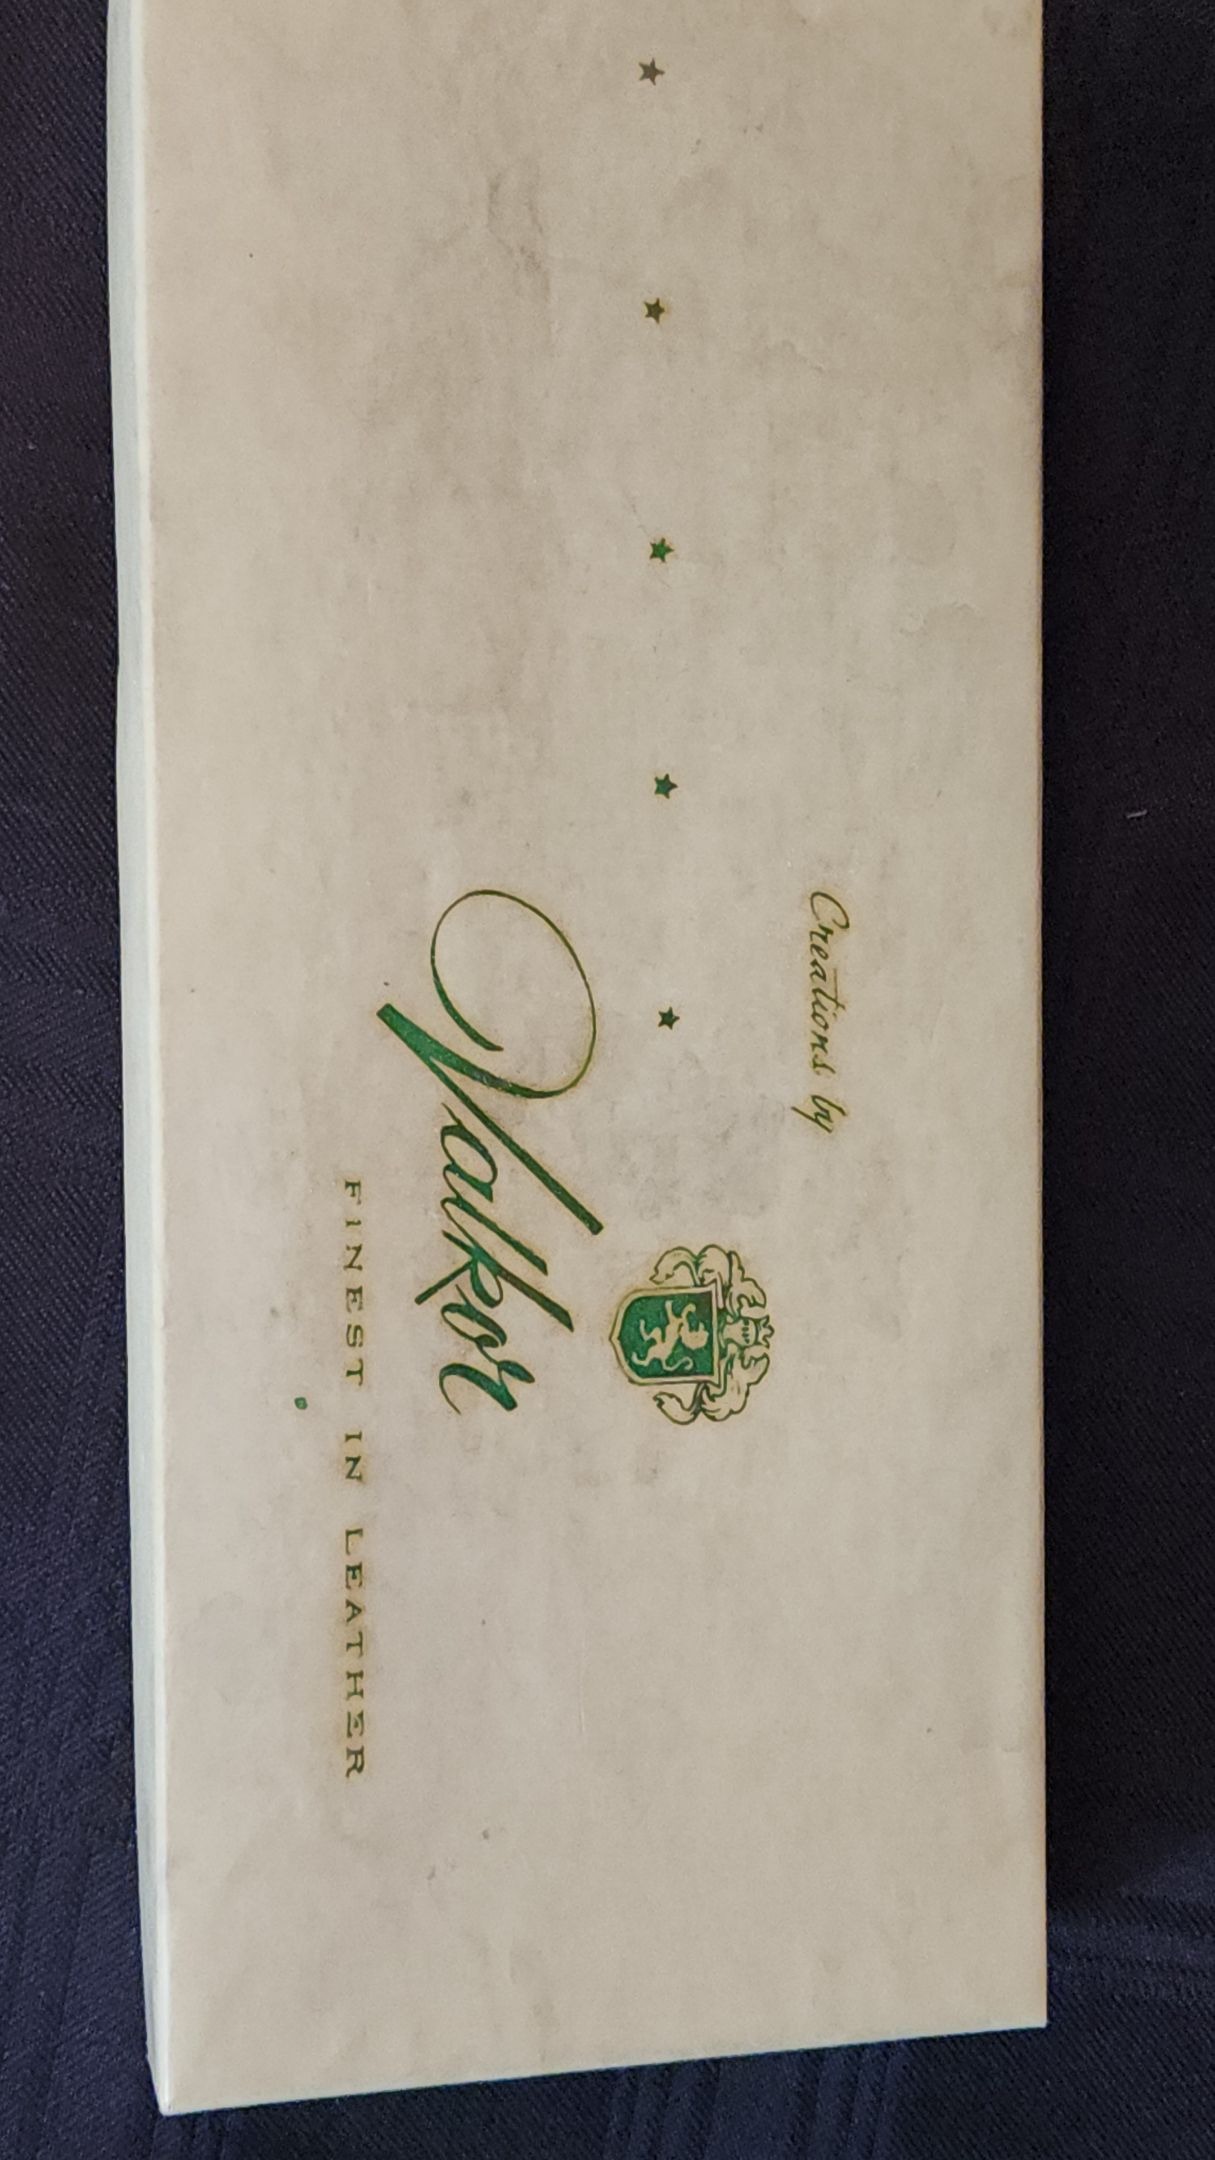 Creations by
Valkor
FINEST IN LEATHER